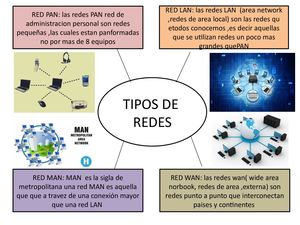 RED PAN: las redes PAN red de
administracion personal son redes
pequeñas ,las cuales estan panformadas
no por mas de 8 equipos
RED LAN: las redes LAN (area network
,redes de area local) son las redes qu
etodos conocemos ,es decir aquellas
que se utilizan redes un poco mas
grandes quePAN
TIPOS DE
REDES
MAN
METROPOLITAN
AREA
NETWORK
H
RED MAN: MAN es la sigla de
metropolitana una red MAN es aquella
que que a travez de una conexión mayor
que una red LAN
RED WAN: las redes wan( wide area
norbook, redes de area ,externa) son
redes punto a punto que interconectan
paises y continentes